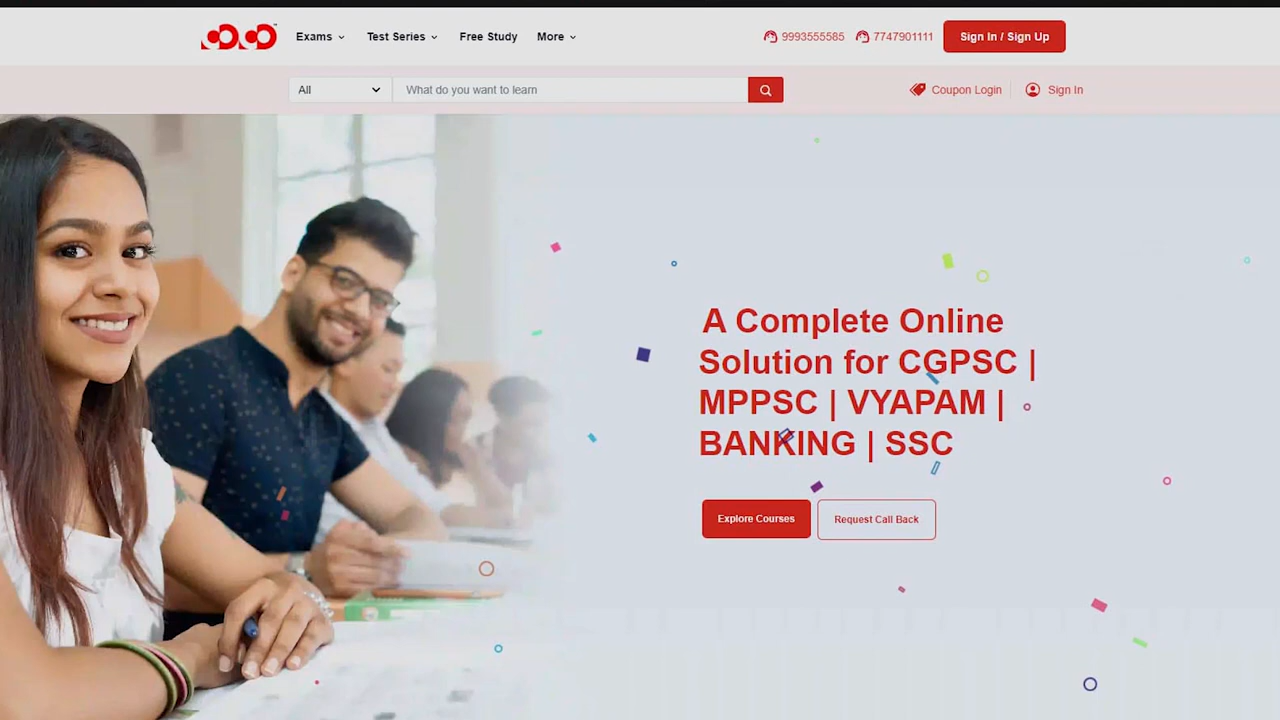 Exams
Test Series
Free Study
More
9993555585
7747901111
Sign In / Sign Up
All
What do you want to learn
Coupon Login
Sign In
A Complete Online
Solution for CGPSC |
MPPSC | VYAPAM |
BANKING | SSC
Explore Courses
Request Call Back